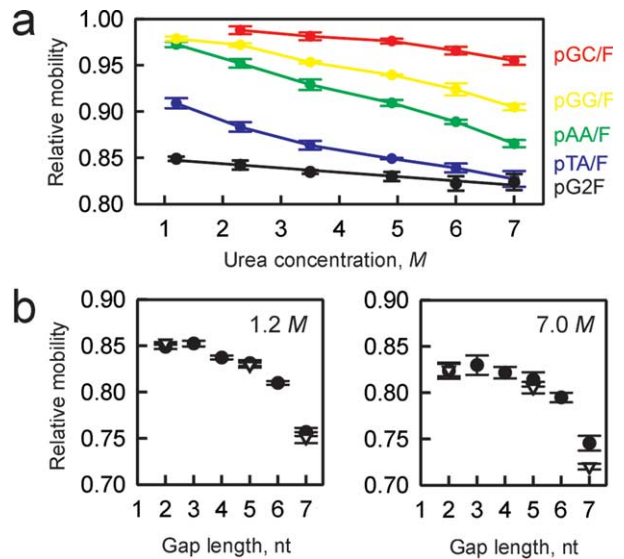 a
Relative mobility
1.00
0.95
0.90
0.85
0.80
1 2 3 4 5 6 7
Urea concentration, M
pGC/F
pGG/F
pAA/F
pTA/F
pG2F
b
Relative mobility
0.90
0.85
0.80
0.75
0.70
1.2 M
1 2 3 4 5 6 7
Gap length, nt
0.90
0.85
0.80
0.75
0.70
7.0 M
1 2 3 4 5 6 7
Gap length, nt